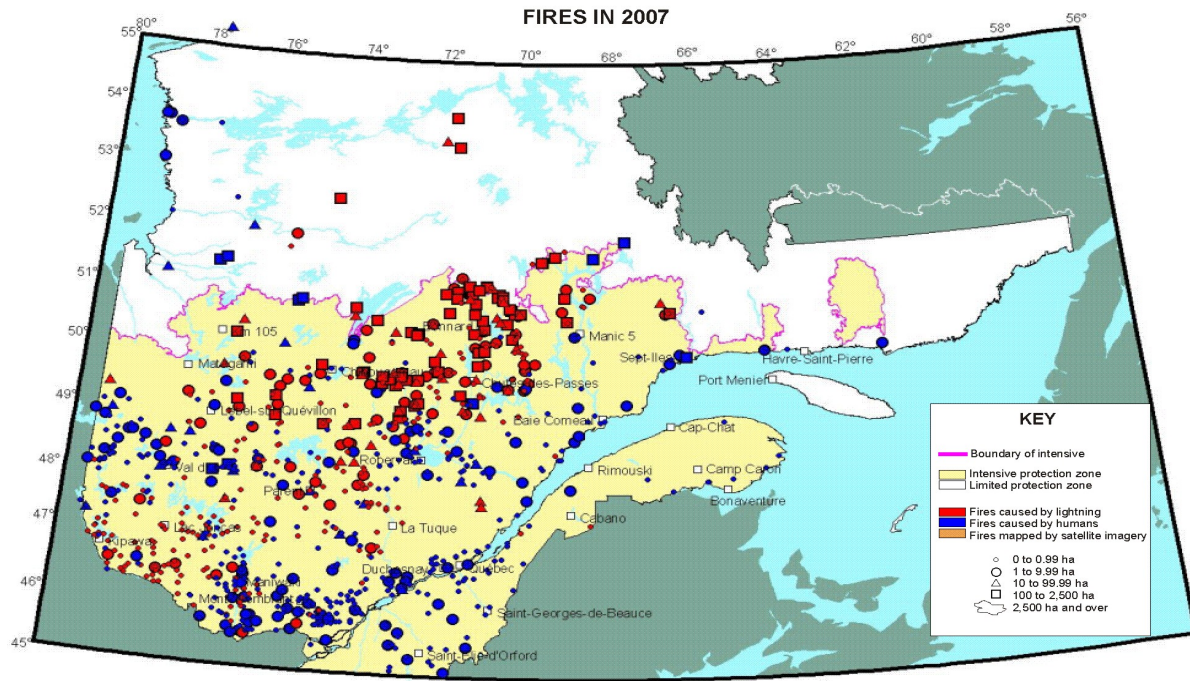 FIRES IN 2007
80°
78°
76°
74°
72°
70°
68°
66°
64°
62°
60°
58°
56°
55°
54°
53°
52°
51°
50°
49°
48°
47°
46°
45°
Bonnard
Manic 5
Matagami
Sept-Iles
Havre-Saint-Pierre
Port Menier
Chutes-des-Passes
Lebel-sur-Quévillon
Baie Comeau
Cap-Chat
Roberval
Rimouski
Camp Caron
Bonaventure
Parent
La Tuque
Cabano
Kipawa
Duchesnay
Québec
Maniwaki
Saint-Georges-de-Beauce
Saint-Elie-d'Orford
KEY
Boundary of intensive
Intensive protection zone
Limited protection zone
Fires caused by lightning
Fires caused by humans
Fires mapped by satellite imagery
0 to 0.99 ha
1 to 9.99 ha
10 to 99.99 ha
100 to 2,500 ha
2,500 ha and over